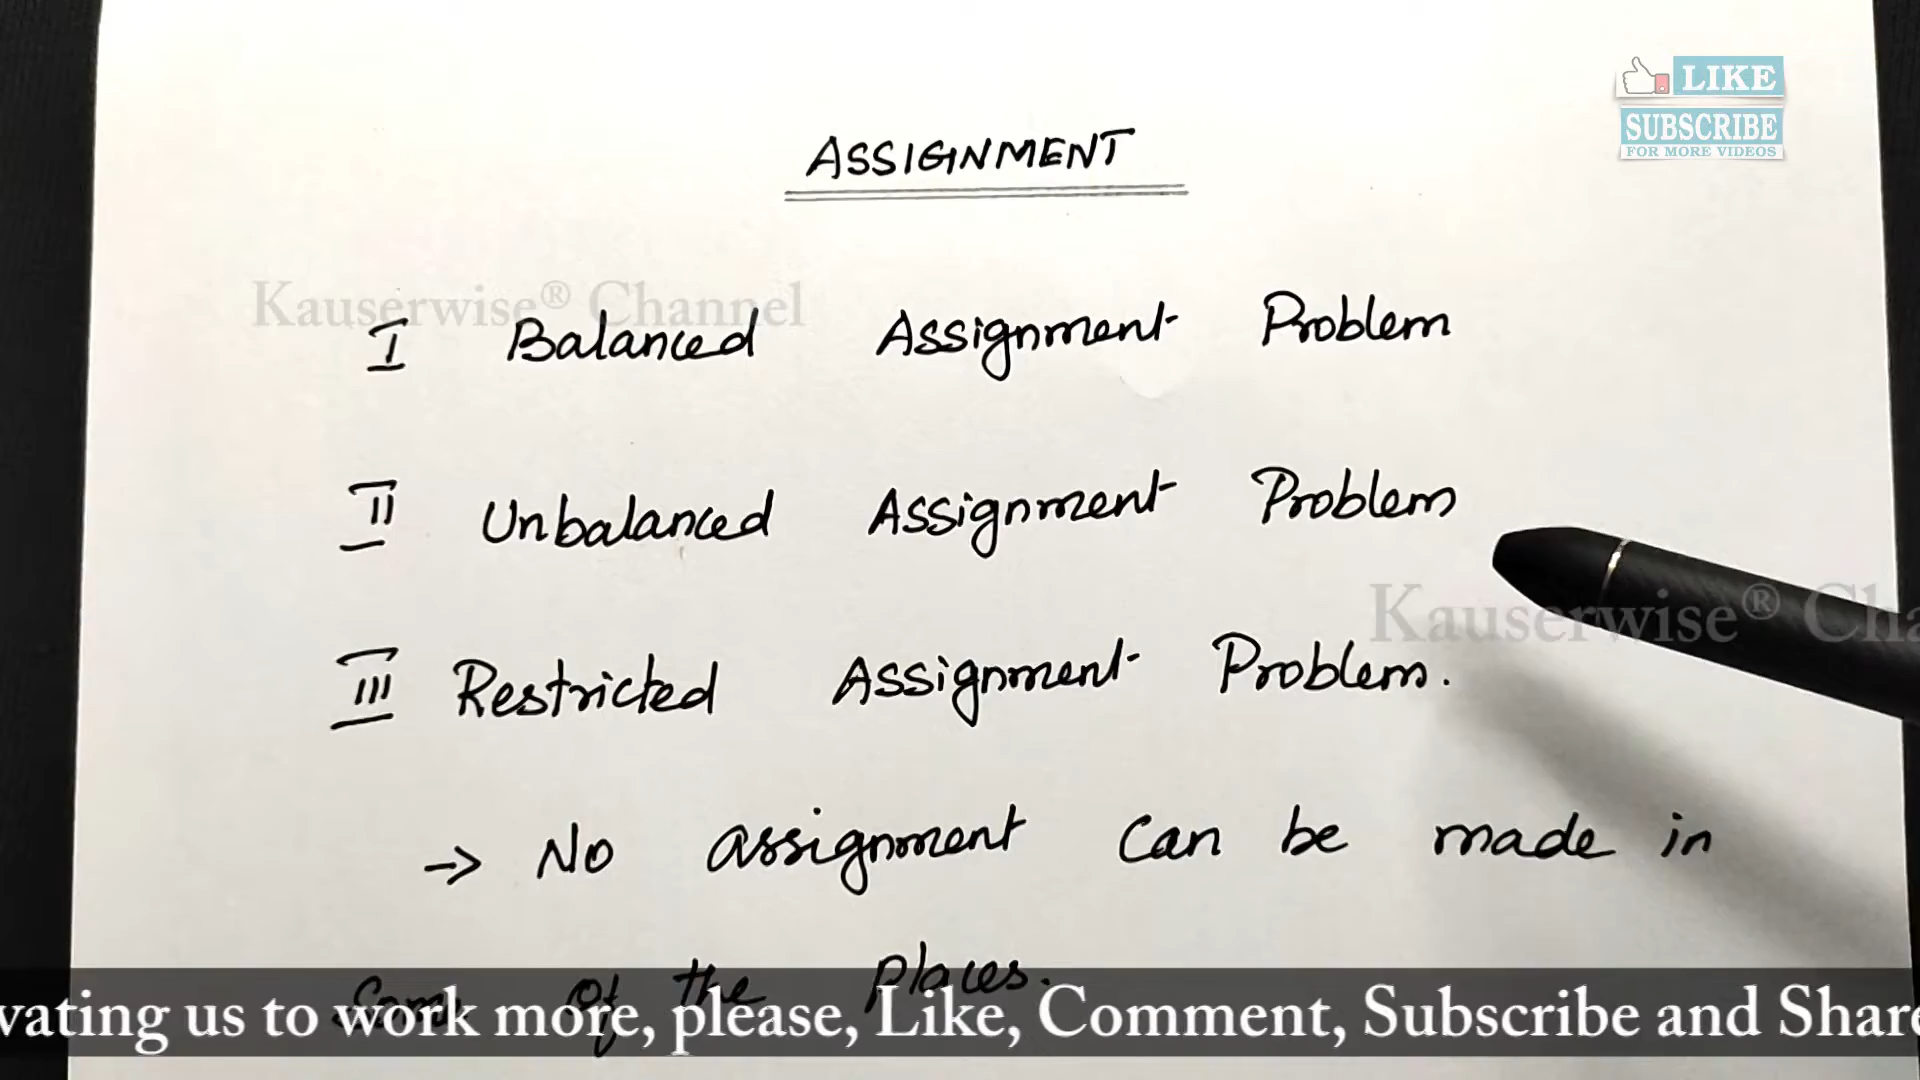 LIKE
SUBSCRIBE
FOR MORE VIDEOS
ASSIGNMENT
Kauserwise® Channel
I Balanced Assignment Problem
II Unbalanced Assignment Problem
Kauserwise® Cha
III Restricted Assignment Problem.
→ No assignment can be made in
Some of the places.
vating us to work more, please, Like, Comment, Subscribe and Share